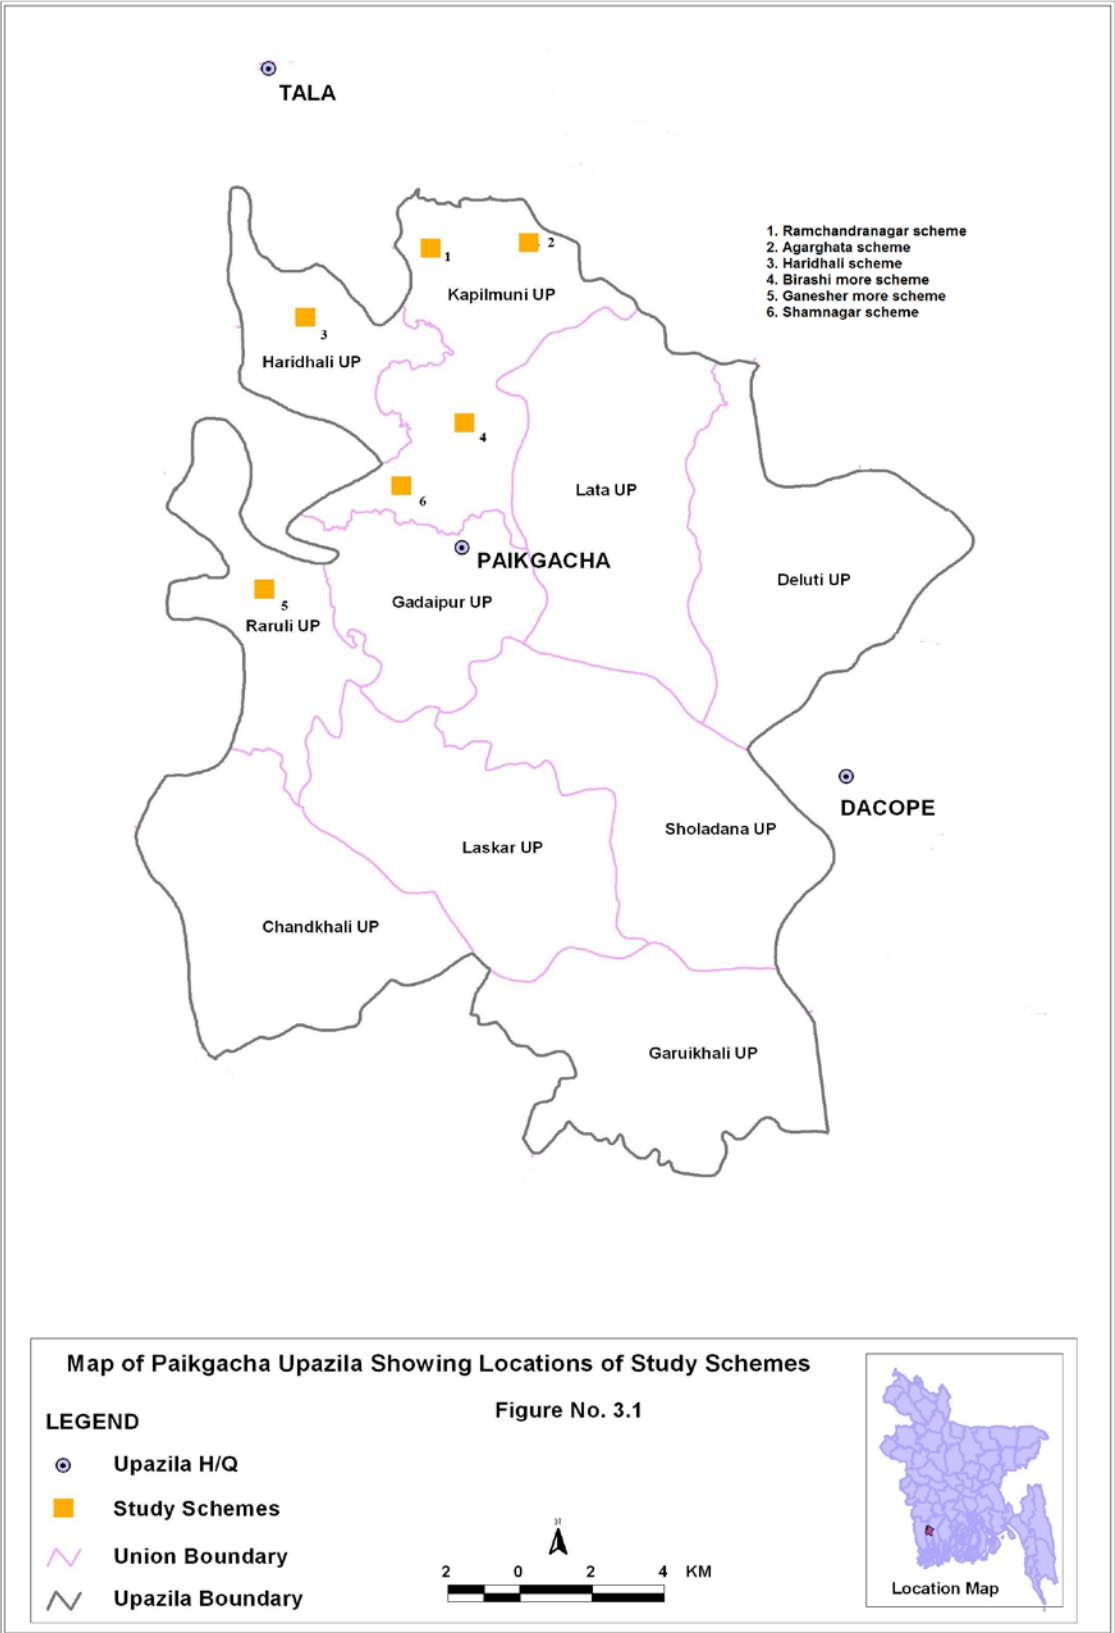 TALA
1. Ramchandranagar scheme
2. Agarghata scheme
3. Haridhali scheme
4. Birashi more scheme
5. Ganesher more scheme
6. Shamnagar scheme
1
2
Kapilmuni UP
3
Haridhali UP
4
6
Lata UP
PAIKGACHA
Deluti UP
Gadaipur UP
5
Raruli UP
DACOPE
Sholadana UP
Laskar UP
Chandkhali UP
Garuikhali UP
Map of Paikgacha Upazila Showing Locations of Study Schemes
Figure No. 3.1
LEGEND
Upazila H/Q
Study Schemes
Union Boundary
Upazila Boundary
N
2 0 2 4 KM
Location Map